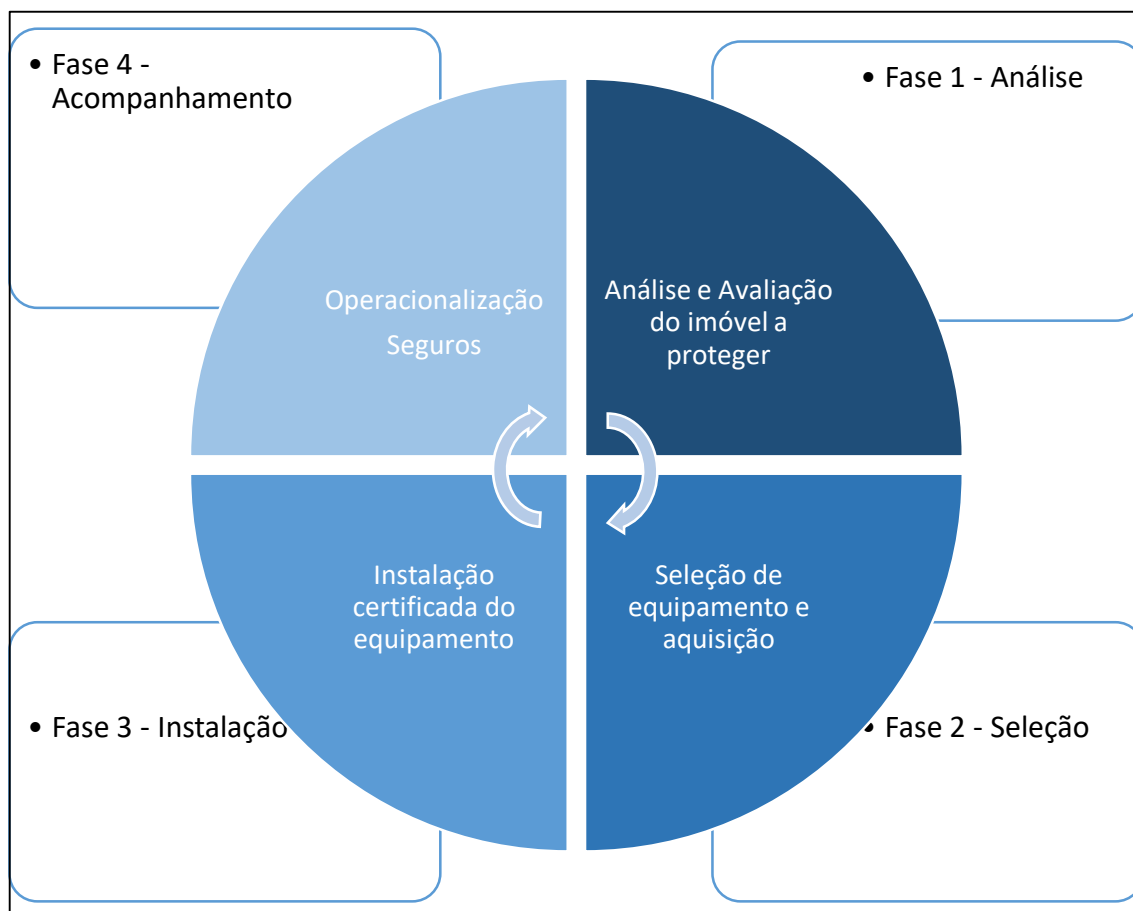 • Fase 4 -
Acompanhamento
• Fase 1 - Análise
Operacionalização
Seguros
Análise e Avaliação
do imóvel a
proteger
Instalação
certificada do
equipamento
Seleção de
equipamento e
aquisição
• Fase 3 - Instalação
• Fase 2 - Seleção